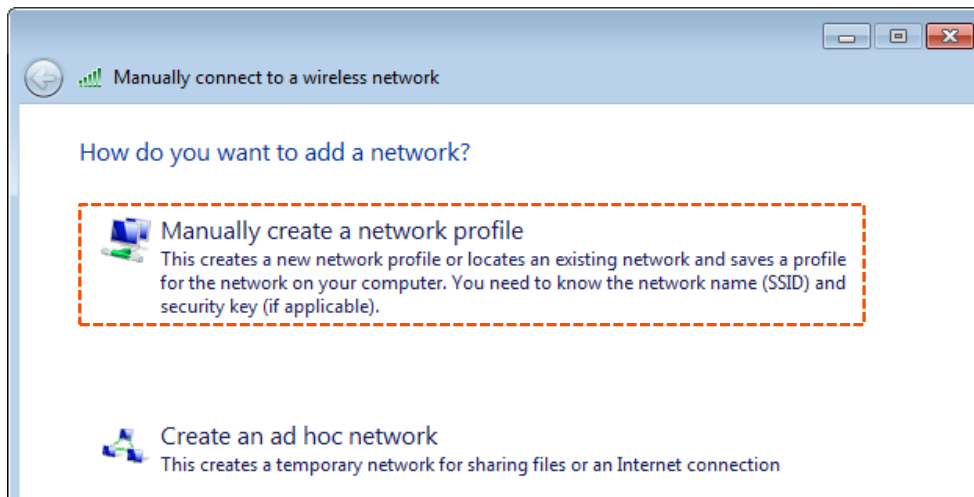 Manually connect to a wireless network
How do you want to add a network?
Manually create a network profile
This creates a new network profile or locates an existing network and saves a profile
for the network on your computer. You need to know the network name (SSID) and
security key (if applicable).
Create an ad hoc network
This creates a temporary network for sharing files or an Internet connection